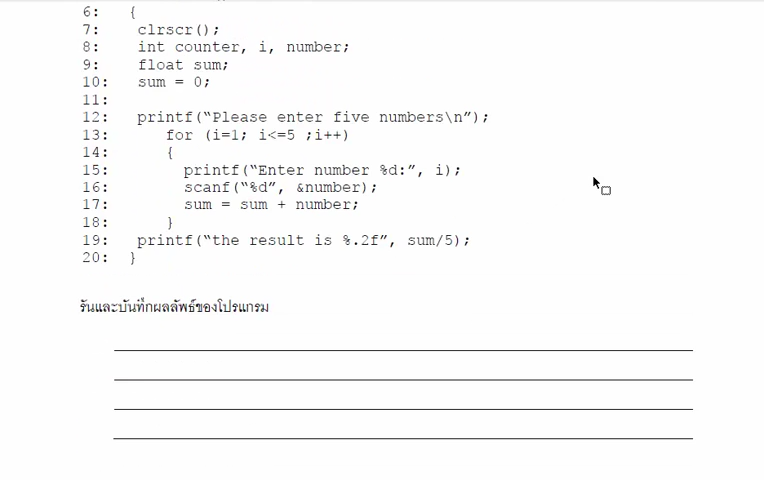 6: {
7: clrscr();
8: int counter, i, number;
9: float sum;
10: sum = 0;
11:
12: printf(“Please enter five numbers\n”);
13: for (i=1; i<=5 ;i++)
14: {
15: printf(“Enter number %d:”, i);
16: scanf(“%d”, &number);
17: sum = sum + number;
18: }
19: printf(“the result is %.2f”, sum/5);
20: }
รันและบันทึกผลลัพธ์ของโปรแกรม